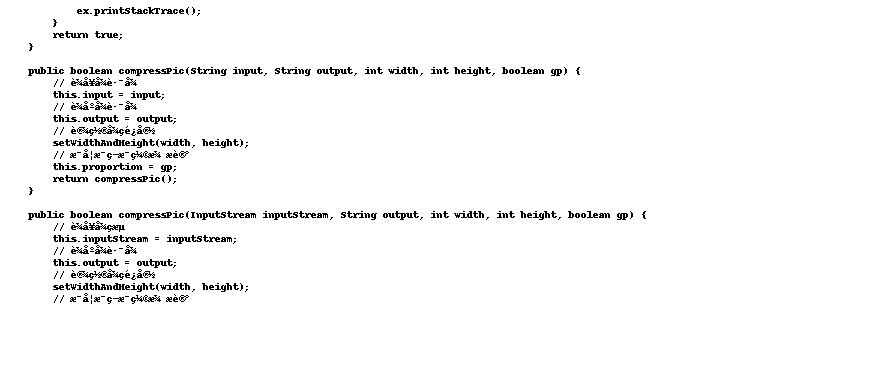 ex.printStackTrace();
}
return true;
}
public boolean compressPic(String input, String output, int width, int height, boolean gp) {
// è¾å¥å¾è·¯å¾
this.input = input;
// è¾åºå¾è·¯å¾
this.output = output;
// è®¾ç½®å¾çé¿å®½
setWidthAndHeight(width, height);
// æ¯å¦æ¯ç­æ¯ç¼©æ¾ æè®°
this.proportion = gp;
return compressPic();
}
public boolean compressPic(InputStream inputStream, String output, int width, int height, boolean gp) {
// è¾å¥å¾çæµ
this.inputStream = inputStream;
// è¾åºå¾è·¯å¾
this.output = output;
// è®¾ç½®å¾çé¿å®½
setWidthAndHeight(width, height);
// æ¯å¦æ¯ç­æ¯ç¼©æ¾ æè®°